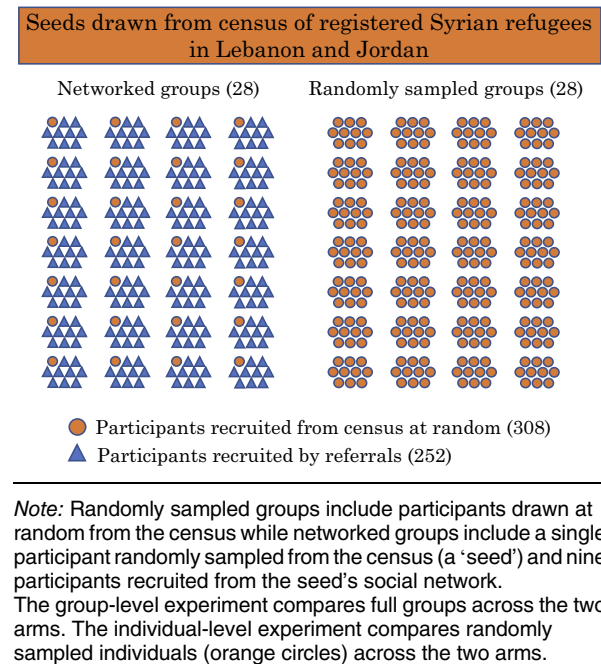 Seeds drawn from census of registered Syrian refugees
in Lebanon and Jordan
Networked groups (28)
Randomly sampled groups (28)
Participants recruited from census at random (308)
Participants recruited by referrals (252)
Note: Randomly sampled groups include participants drawn at
random from the census while networked groups include a single
participant randomly sampled from the census (a 'seed') and nine
participants recruited from the seed's social network.
The group-level experiment compares full groups across the two
arms. The individual-level experiment compares randomly
sampled individuals (orange circles) across the two arms.